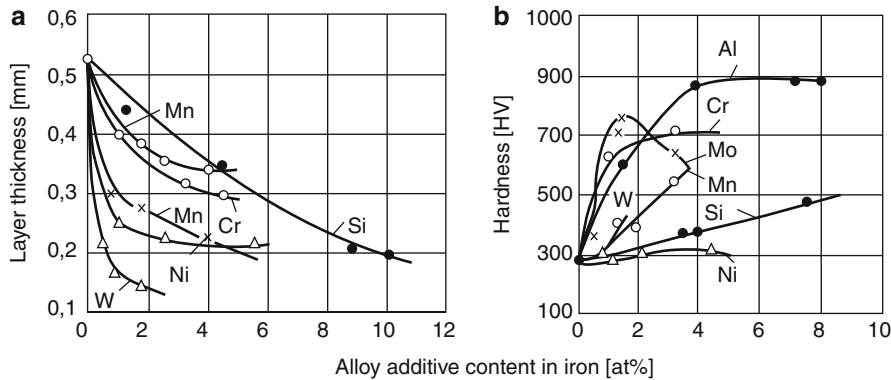 a
0,6
0,5
0,4
0,3
0,2
0,1
0
2
4
6
8
10
12
Layer thickness [mm]
Mn
Mn
Cr
Si
Ni
W
b
1000
900
700
500
300
100
0
2
4
6
8
10
Hardness [HV]
Al
Cr
Mo
Mn
W
Si
Ni
Alloy additive content in iron [at%]